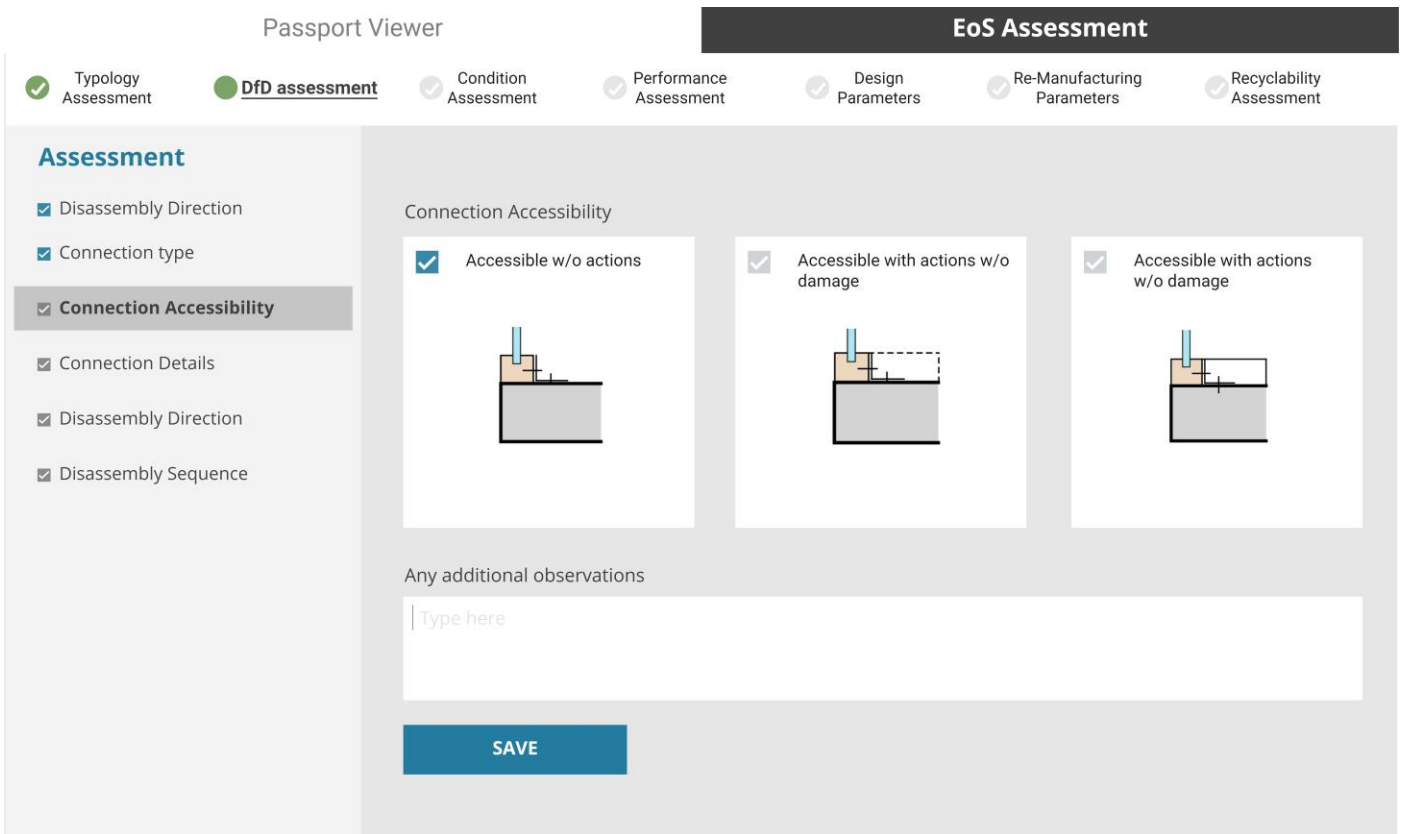 Passport Viewer
EoS Assessment
Typology
Assessment
DfD assessment
Condition
Assessment
Performance
Assessment
Design
Parameters
Re-Manufacturing
Parameters
Recyclability
Assessment
Assessment
Disassembly Direction
Connection type
Connection Accessibility
Connection Details
Disassembly Direction
Disassembly Sequence
Connection Accessibility
Accessible w/o actions
Accessible with actions w/o
damage
Accessible with actions
w/o damage
Any additional observations
Type here
SAVE